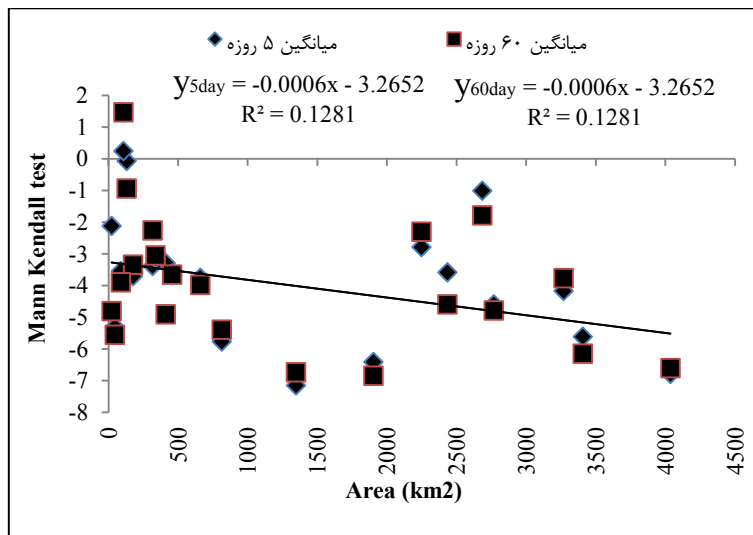 میانگین ۵ روزه
میانگین ۶۰ روزه
y5day = -0.0006x - 3.2652
R² = 0.1281
y60day = -0.0006x - 3.2652
R² = 0.1281
Mann Kendall test
2
1
0
-1
-2
-3
-4
-5
-6
-7
-8
0
500
1000
1500
2000
2500
3000
3500
4000
4500
Area (km2)